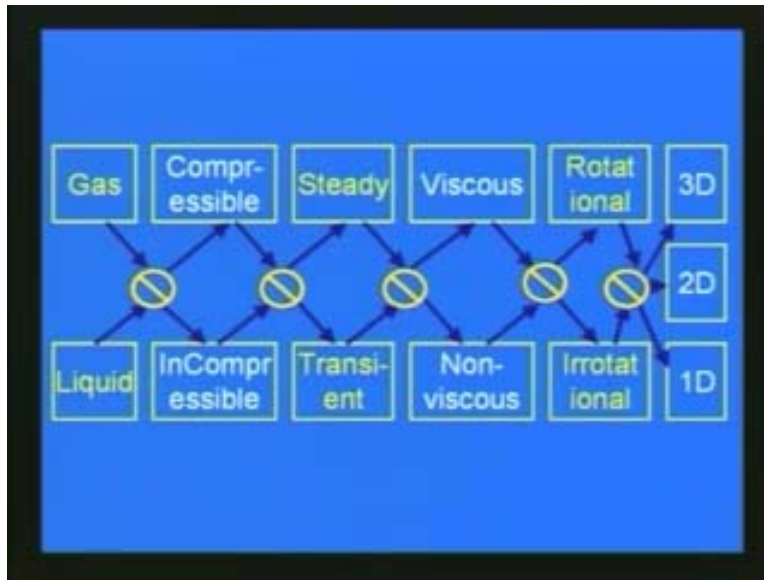 Gas
Compr-
essible
Steady
Viscous
Rotat
ional
3D
2D
Liquid
InCompr
essible
Transi-
ent
Non-
viscous
Irrotat
ional
1D